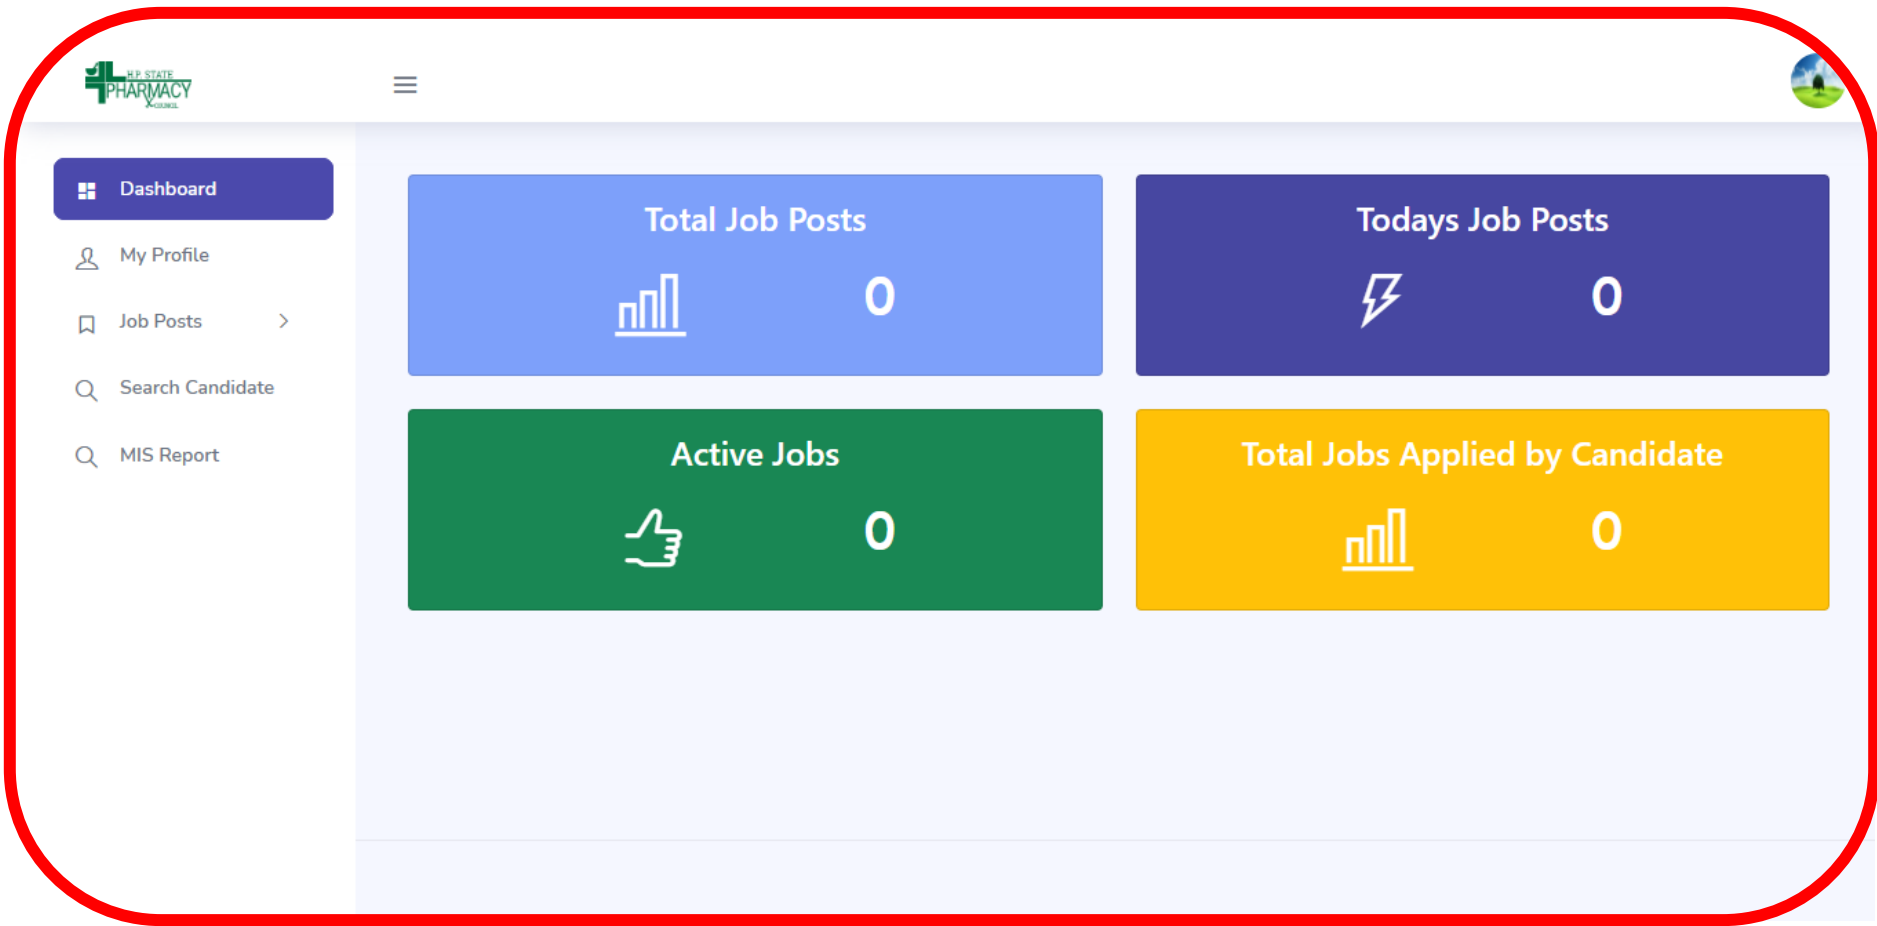 H.P. STATE
PHARMACY
COUNCIL
Dashboard
My Profile
Job Posts
Search Candidate
MIS Report
Total Job Posts
0
Todays Job Posts
0
Active Jobs
0
Total Jobs Applied by Candidate
0